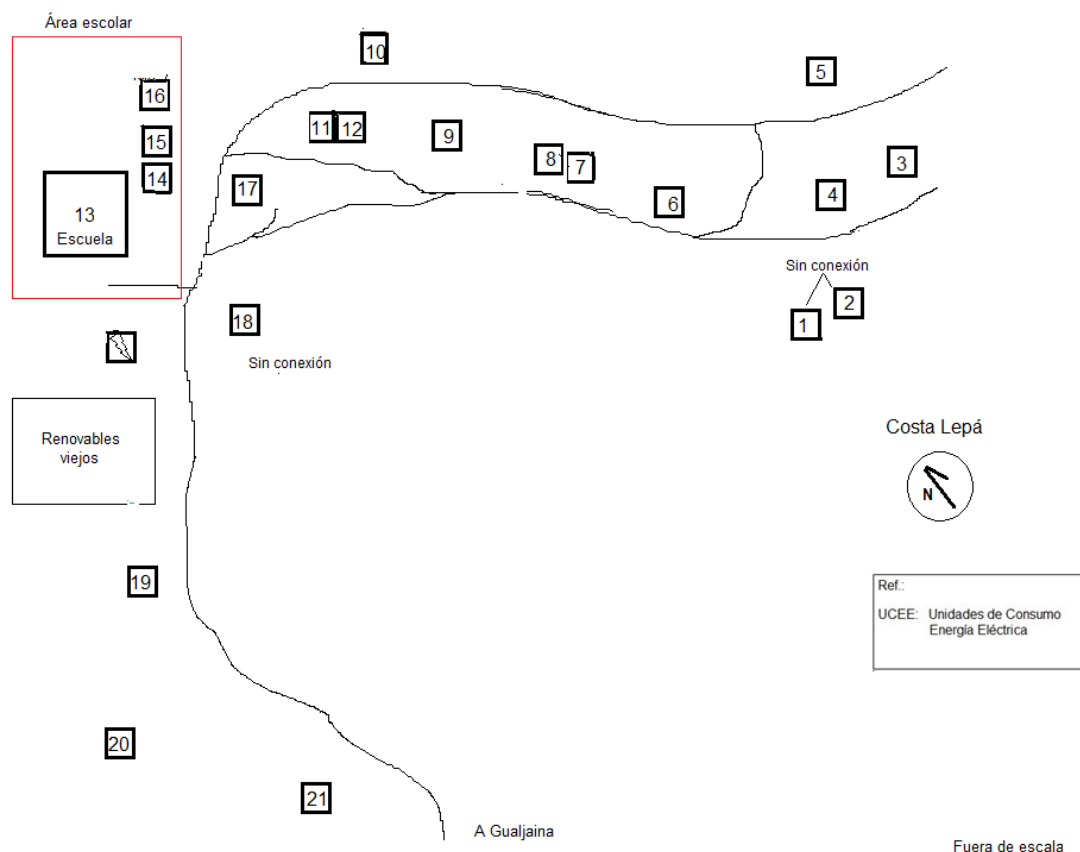 Área escolar
10
5
16
11
12
9
15
8
7
3
14
17
4
6
13
Escuela
Sin conexión
2
1
18
Sin conexión
Renovables
viejos
Costa Lepá
N
19
Ref.:
UCEE: Unidades de Consumo
Energía Eléctrica
20
21
A Gualjaina
Fuera de escala